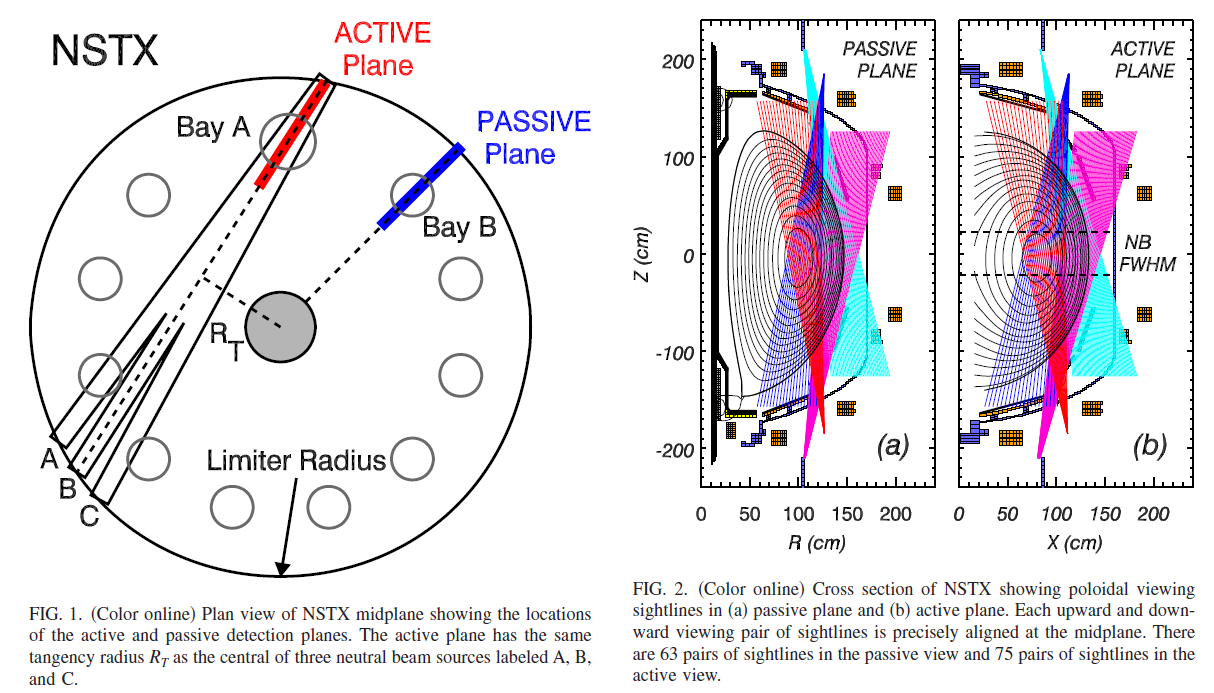 NSTX
ACTIVE
Plane
Bay A
PASSIVE
Plane
Bay B
R_T
A
B
C
Limiter Radius
FIG. 1. (Color online) Plan view of NSTX midplane showing the locations
of the active and passive detection planes. The active plane has the same
tangency radius R_T as the central of three neutral beam sources labeled A, B,
and C.
PASSIVE
PLANE
ACTIVE
PLANE
200
100
0
-100
-200
Z (cm)
NB
FWHM
(a)
(b)
0 50 100 150 200
0 50 100 150 200
R (cm)
X (cm)
FIG. 2. (Color online) Cross section of NSTX showing poloidal viewing
sightlines in (a) passive plane and (b) active plane. Each upward and down-
ward viewing pair of sightlines is precisely aligned at the midplane. There
are 63 pairs of sightlines in the passive view and 75 pairs of sightlines in the
active view.